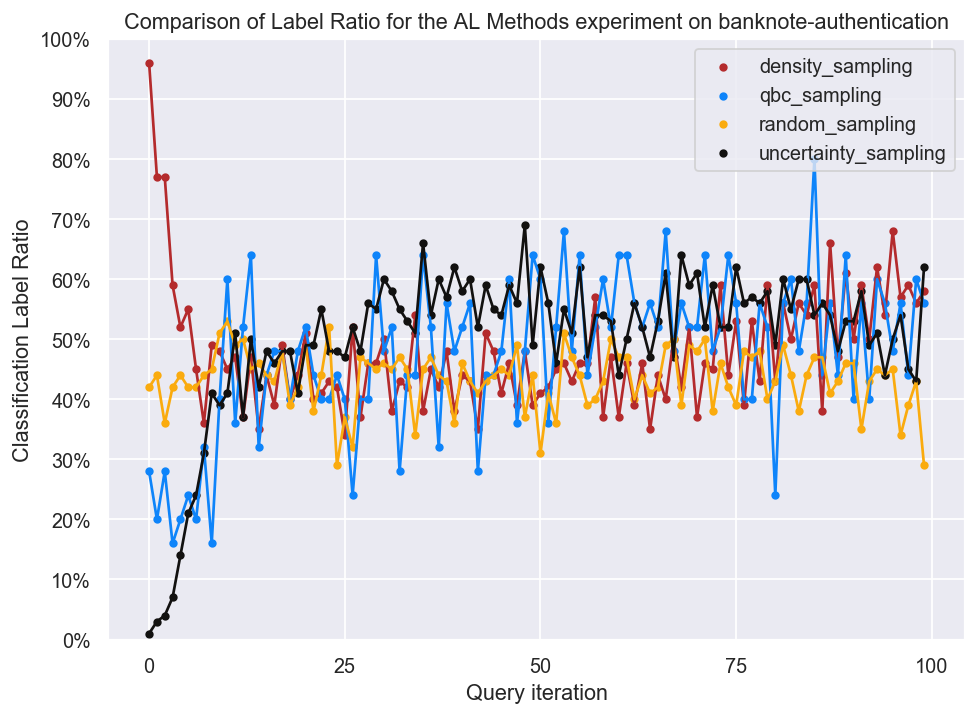 Comparison of Label Ratio for the AL Methods experiment on banknote-authentication
100%
90%
80%
70%
60%
50%
40%
30%
20%
10%
0%
Classification Label Ratio
density_sampling
qbc_sampling
random_sampling
uncertainty_sampling
0
25
50
75
100
Query iteration